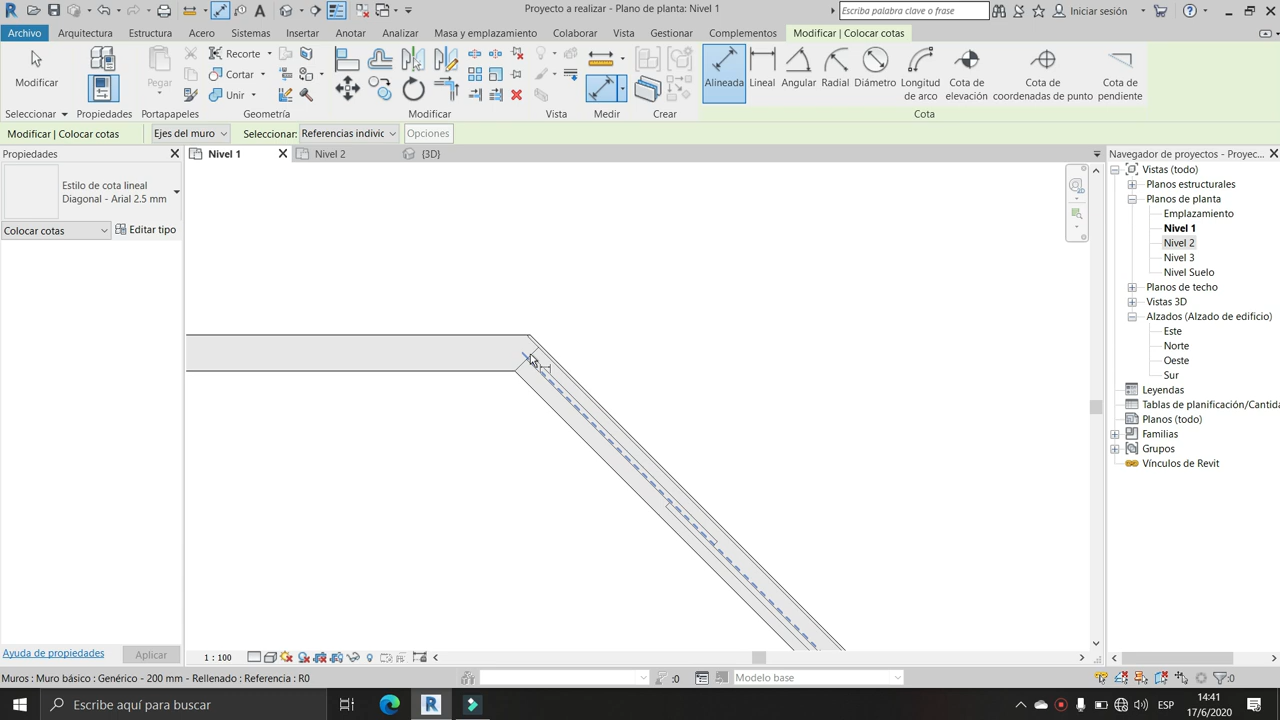 Proyecto a realizar - Plano de planta: Nivel 1
Escriba palabra clave o frase
Iniciar sesión
Archivo Arquitectura Estructura Acero Sistemas Insertar Anotar Analizar Masa y emplazamiento Colaborar Vista Gestionar Complementos Modificar | Colocar cotas
Modificar
Pegar
Recorte
Cortar
Unir
Alineada Lineal Angular Radial Diámetro Longitud de arco Cota de elevación Cota de coordenadas de punto Cota de pendiente
Seleccionar Propiedades Portapapeles Geometría Modificar Vista Medir Crear Cota
Modificar | Colocar cotas Ejes del muro Seleccionar: Referencias individ Opciones
Propiedades
Nivel 1 Nivel 2 {3D}
Navegador de proyectos - Proyec...
Estilo de cota lineal
Diagonal - Arial 2.5 mm
Colocar cotas Editar tipo
Vistas (todo)
Planos estructurales
Planos de planta
Emplazamiento
Nivel 1
Nivel 2
Nivel 3
Nivel Suelo
Planos de techo
Vistas 3D
Alzados (Alzado de edificio)
Este
Norte
Oeste
Sur
Leyendas
Tablas de planificación/Cantida
Planos (todo)
Familias
Grupos
Vínculos de Revit
Ayuda de propiedades Aplicar
1 : 100
Muros: Muro básico : Genérico - 200 mm - Rellenado : Referencia : R0
:0
Modelo base
:0
Escribe aquí para buscar
ESP
14:41
17/6/2020